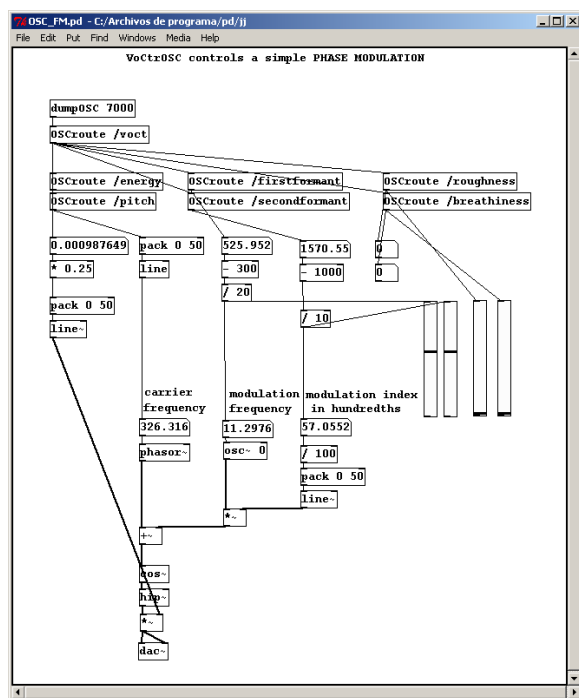 OSC_FM.pd - C:/Archivos de programa/pd/jj
File Edit Put Find Windows Media Help
VoCtrOSC controls a simple PHASE MODULATION
dumpOSC 7000
OSCroute /voct
OSCroute /energy OSCroute /firstformant OSCroute /roughness
OSCroute /pitch OSCroute /secondformant OSCroute /breathiness
0.000987649 pack 0 50 525.952 1570.55 0
* 0.25 line - 300 - 1000 0
/ 20
pack 0 50 / 10
line~
carrier modulation modulation index
frequency frequency in hundredths
326.316 11.2976 57.0552
phasor~ osc~ 0 / 100
pack 0 50
line~
*~
+~
cos~
hip~
*~
dac~